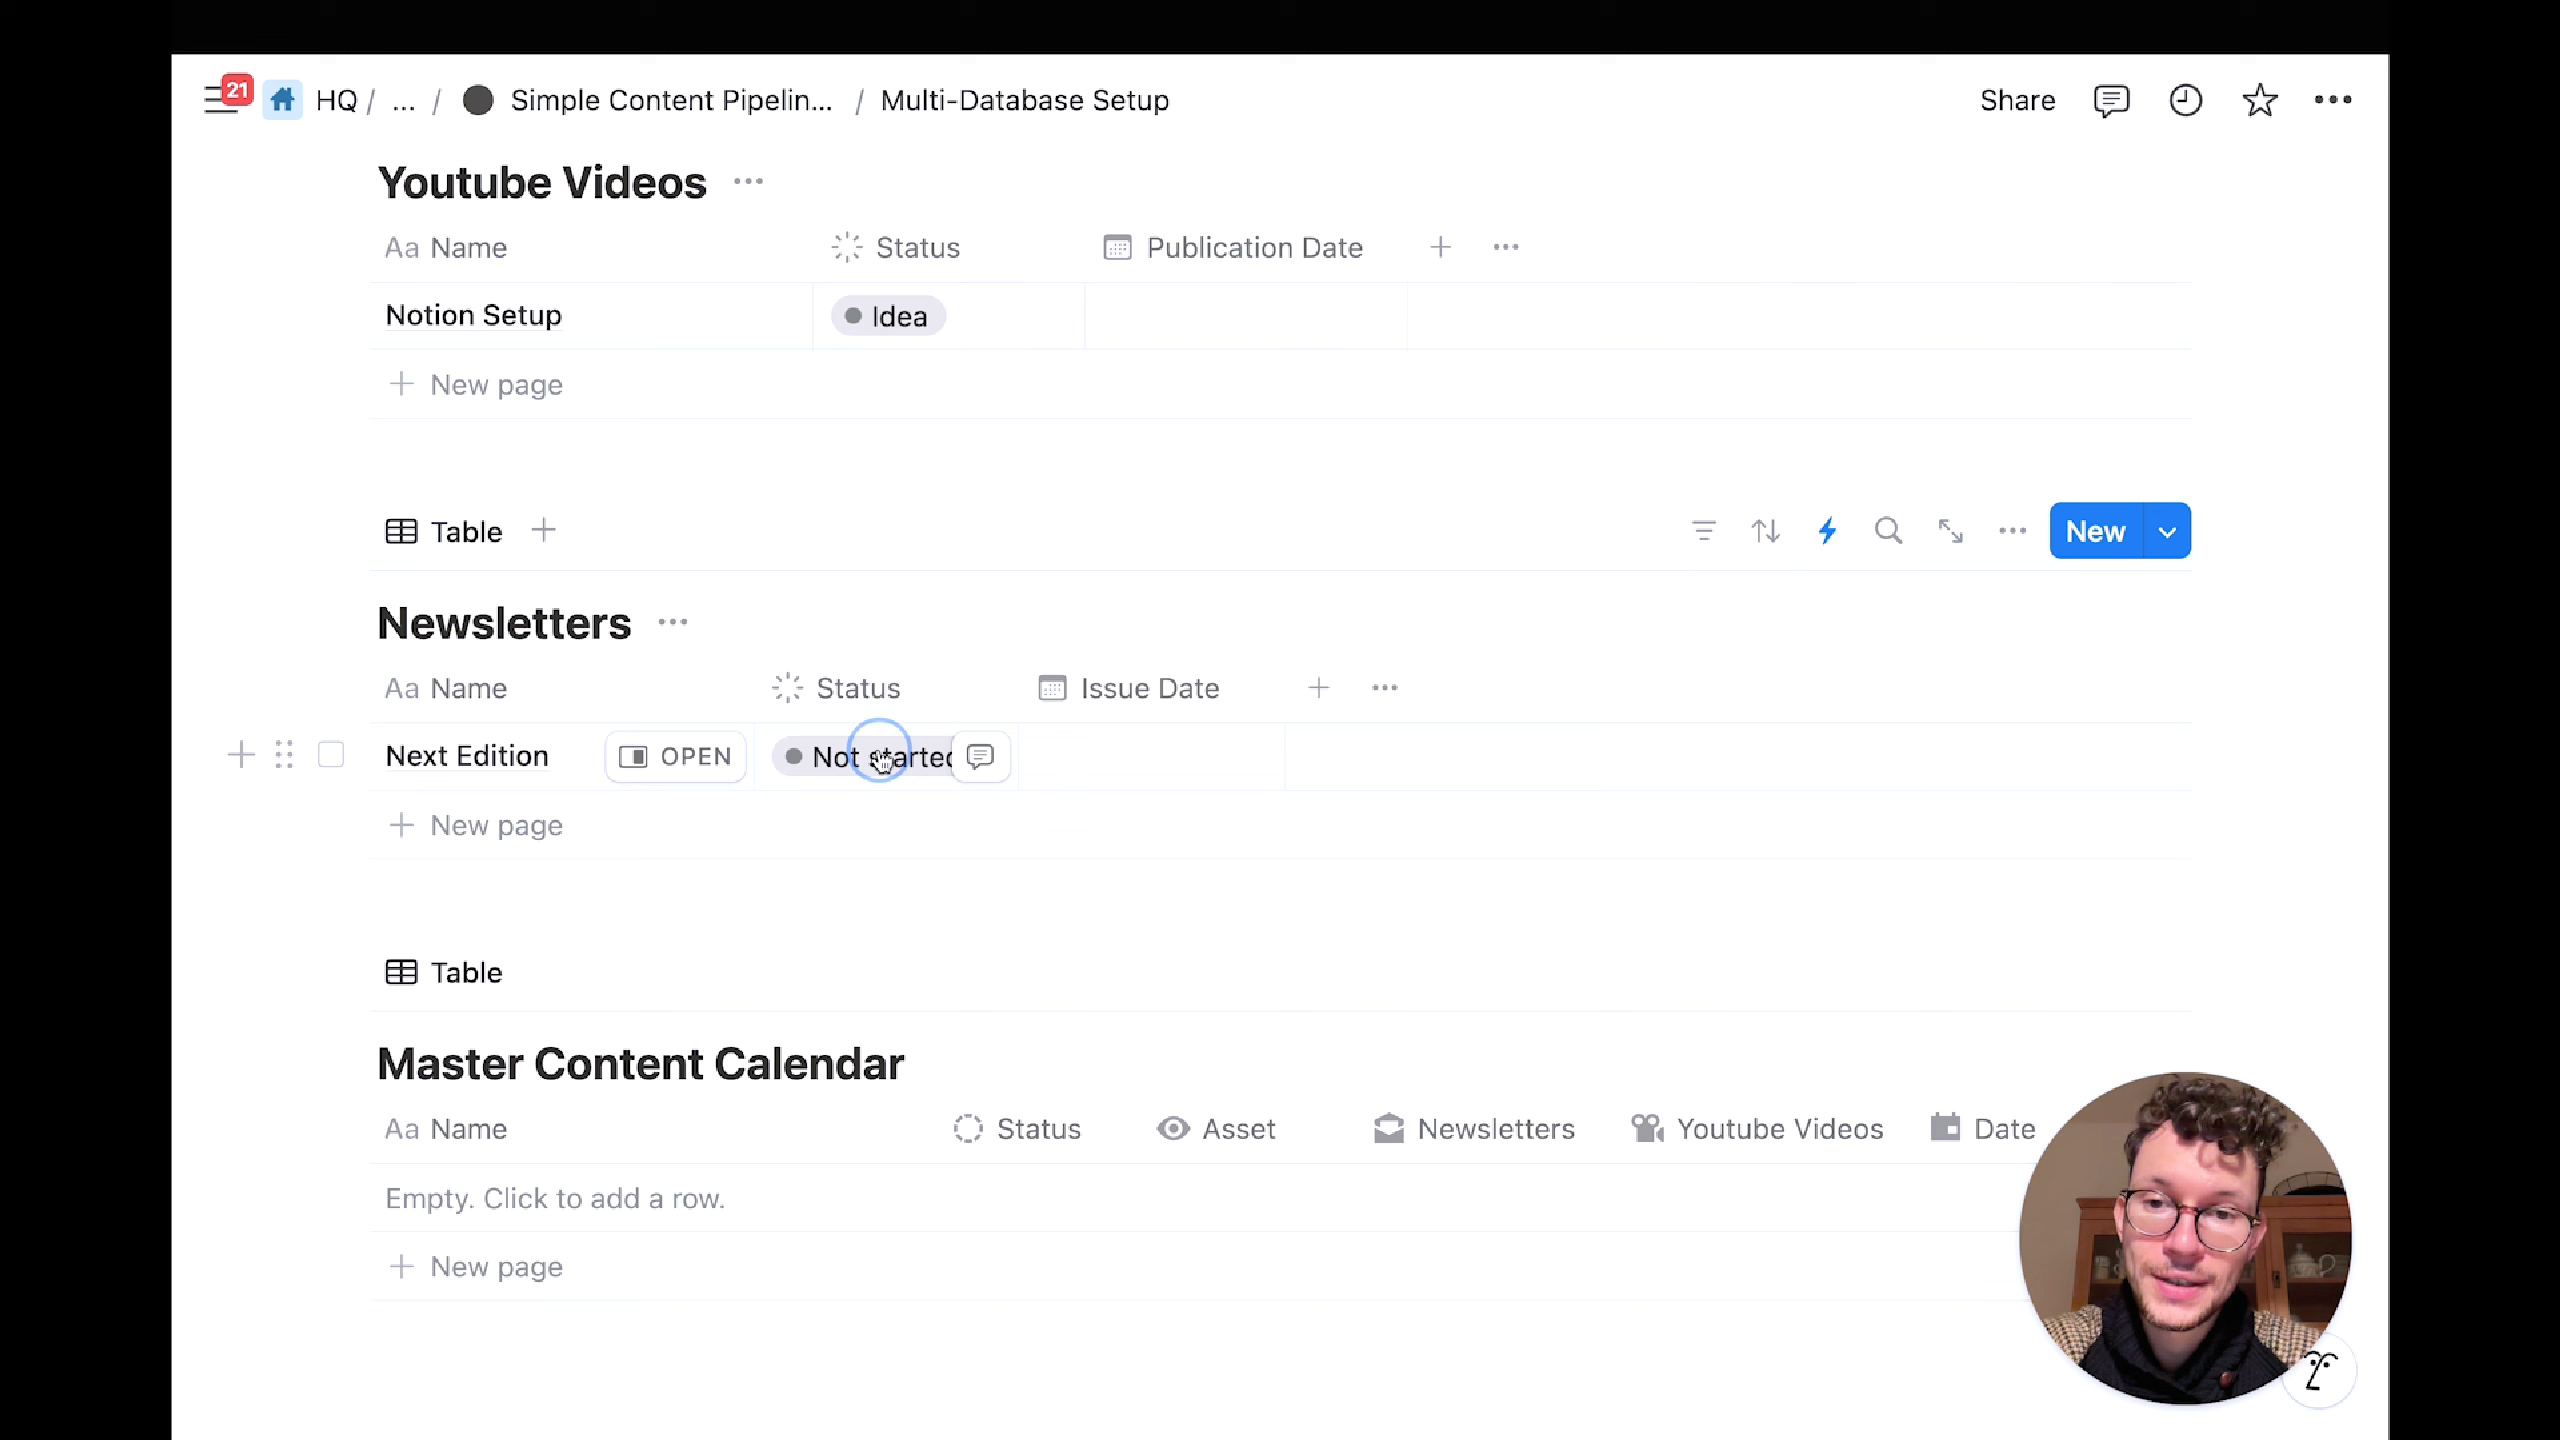 21 HQ / ... / Simple Content Pipelin... / Multi-Database Setup Share
Youtube Videos
Aa Name Status Publication Date
Notion Setup Idea
New page
Table New
Newsletters
Aa Name Status Issue Date
Next Edition OPEN Not started
New page
Table
Master Content Calendar
Aa Name Status Asset Newsletters Youtube Videos Date
Empty. Click to add a row.
New page